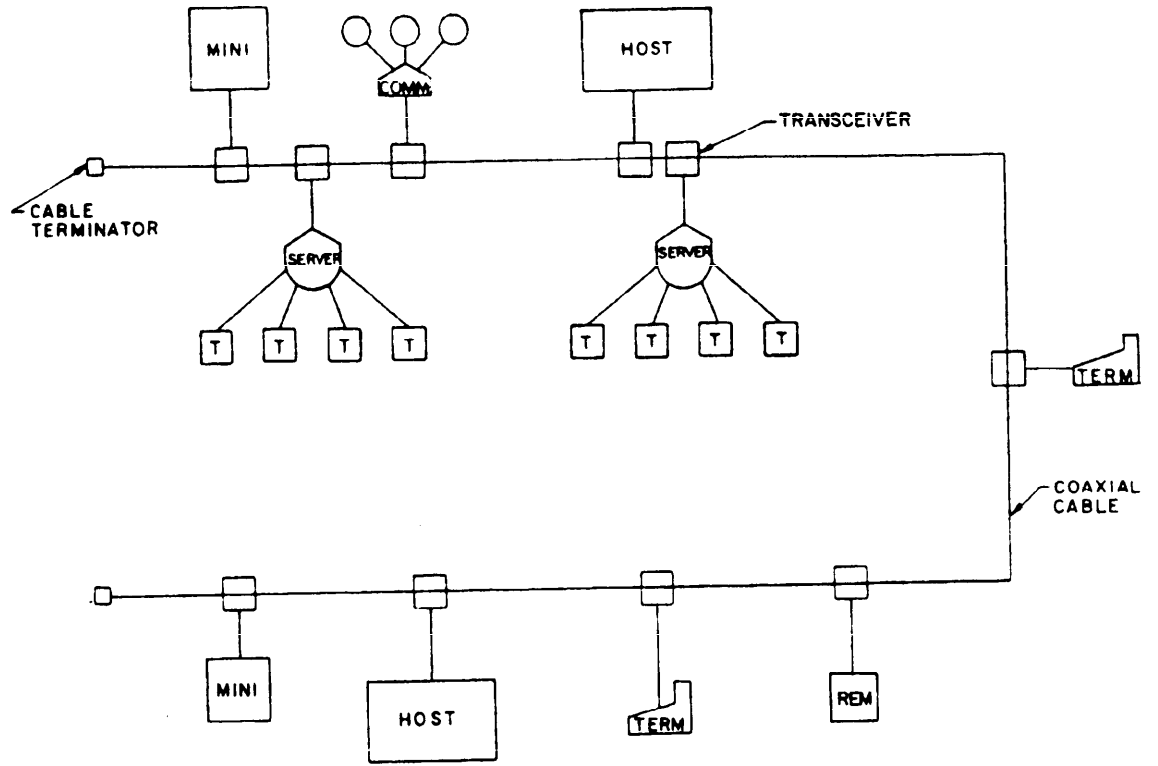 MINI
COMM.
HOST
TRANSCEIVER
CABLE
TERMINATOR
SERVER
SERVER
T T T T
T T T T
TERM
COAXIAL
CABLE
MINI
HOST
TERM
REM